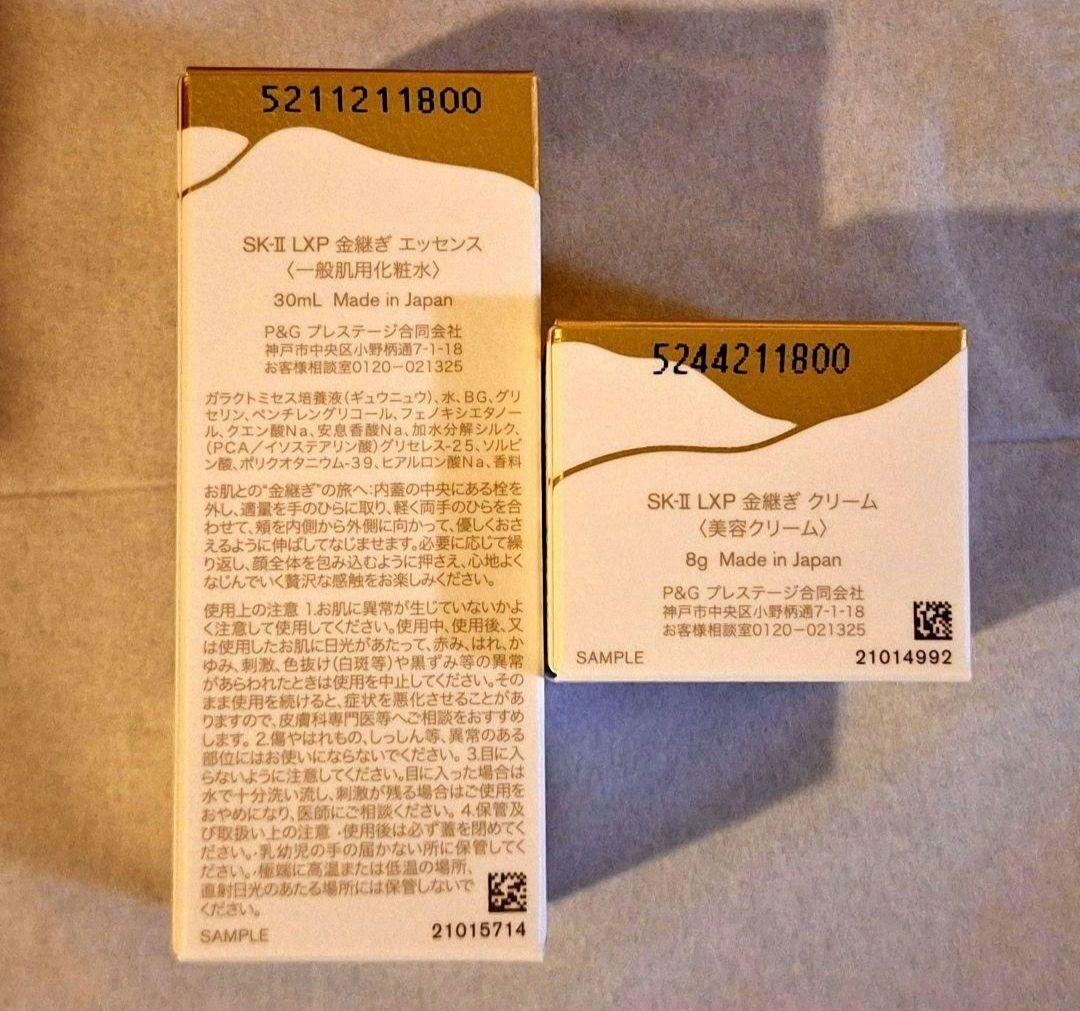 5211211800
SK-II LXP 金継ぎ エッセンス
〈一般肌用化粧水〉
30mL Made in Japan
P&G プレステージ合同会社
神戸市中央区小野柄通7-1-18
お客様相談室0120-021325
ガラクトミセス培養液(ギュウニュウ)、水、BG、グリ
セリン、ペンチレングリコール、フェノキシエタノー
ル、クエン酸Na、安息香酸Na、加水分解シルク、
(PCA/イソステアリン酸)グリセレス-25、ソルビ
ン酸、ポリクオタニウム-39、ヒアルロン酸Na、香料
お肌との"金継ぎ"の旅へ:内蓋の中央にある栓を
外し、適量を手のひらに取り、軽く両手のひらを合
わせて、頬を内側から外側に向かって、優しくおさ
えるように伸ばしてなじませます。必要に応じて繰
り返し、顔全体を包み込むように押さえ、心地よく
なじんでいく贅沢な感触をお楽しみください。
使用上の注意 1.お肌に異常が生じていないかよ
く注意して使用してください。使用中、使用後、又
は使用したお肌に日光があたって、赤み、はれ、か
ゆみ、刺激、色抜け(白斑等)や黒ずみ等の異常
があらわれたときは使用を中止してください。その
まま使用を続けると、症状を悪化させることがあ
りますので、皮膚科専門医等へご相談をおすすめ
します。2.傷やはれもの、しっしん等、異常のある
部位にはお使いにならないでください。3.目に入
らないように注意してください。目に入った場合は
水で十分洗い流し、刺激が残る場合はご使用を
おやめになり、医師にご相談ください。4.保管及
び取扱い上の注意 ・使用後は必ず蓋を閉めてく
ださい。・乳幼児の手の届かない所に保管してく
ださい。・極端に高温または低温の場所、
直射日光のあたる場所には保管しないで
ください。
SAMPLE
21015714
5244211800
SK-II LXP 金継ぎ クリーム
〈美容クリーム〉
8g Made in Japan
P&G プレステージ合同会社
神戸市中央区小野柄通7-1-18
お客様相談室0120-021325
SAMPLE
21014992